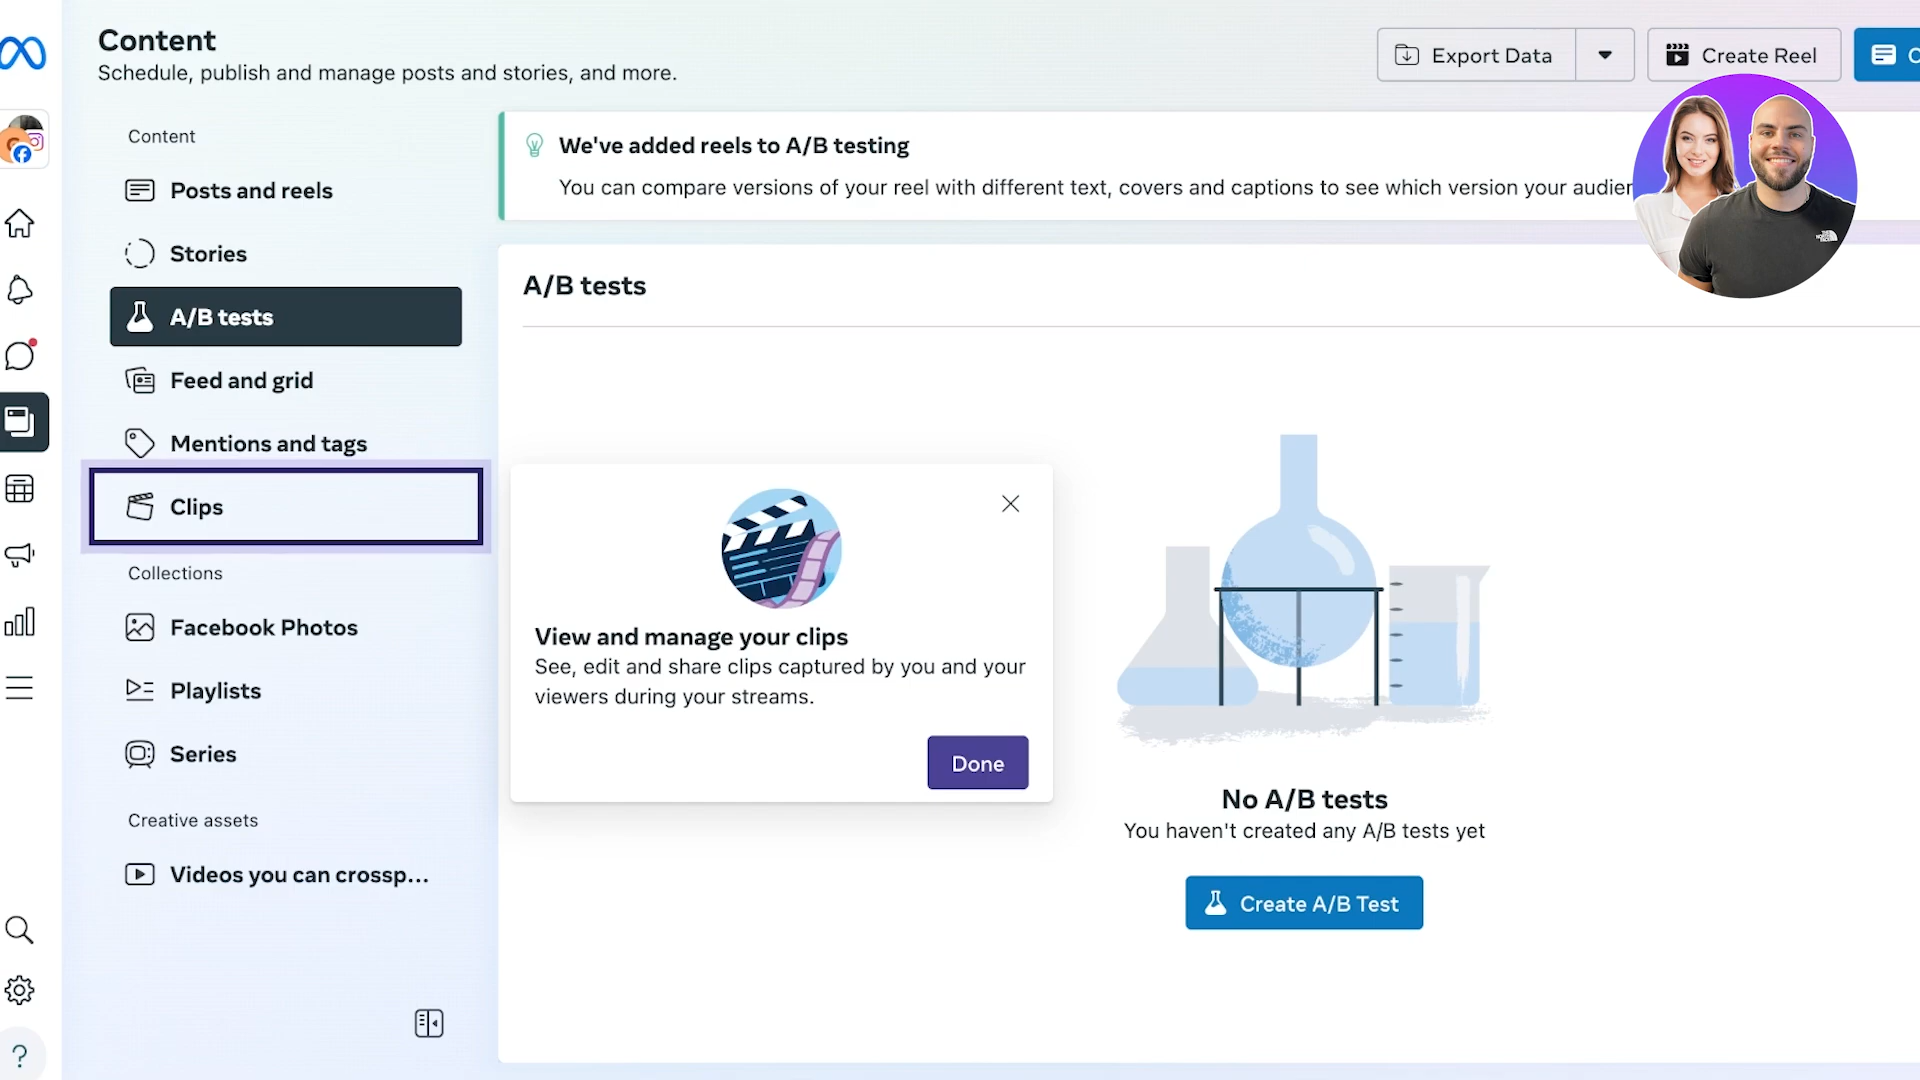 Content
Schedule, publish and manage posts and stories, and more.
Export Data
Create Reel
Content
Posts and reels
Stories
A/B tests
Feed and grid
Mentions and tags
Clips
Collections
Facebook Photos
Playlists
Series
Creative assets
Videos you can crossp...
We've added reels to A/B testing
You can compare versions of your reel with different text, covers and captions to see which version your
A/B tests
View and manage your clips
See, edit and share clips captured by you and your
viewers during your streams.
Done
No A/B tests
You haven't created any A/B tests yet
Create A/B Test
THE
NORTH
FACE